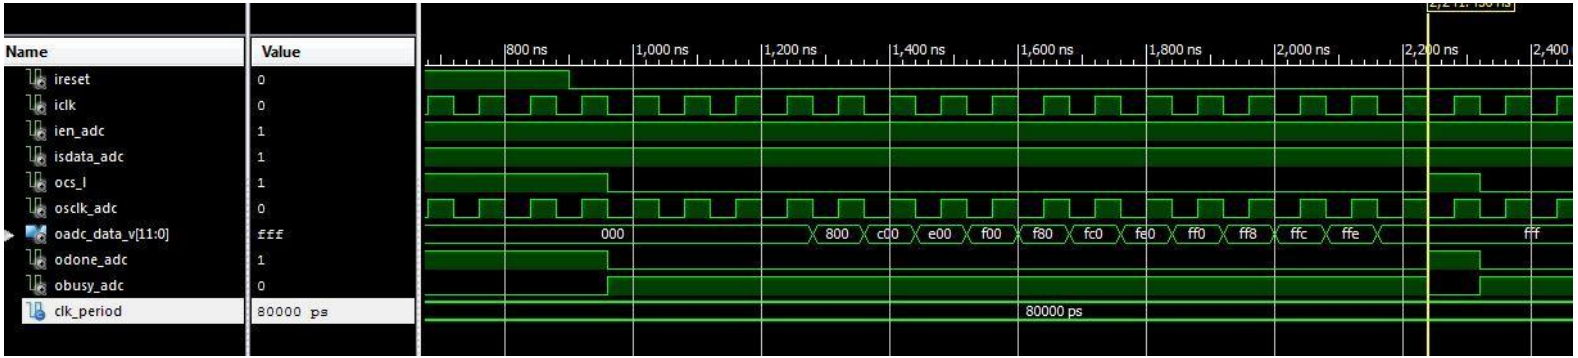 Name Value
800 ns 1,000 ns 1,200 ns 1,400 ns 1,600 ns 1,800 ns 2,000 ns 2,200 ns 2,400
ireset 0
iclk 0
ien_adc 1
isdata_adc 1
ocs_l 1
osclk_adc 0
oadc_data_v[11:0] fff 000 800 c00 e00 f00 f80 fc0 fe0 ff0 ff8 ffc ffe fff
odone_adc 1
obusy_adc 0
clk_period 80000 ps 80000 ps